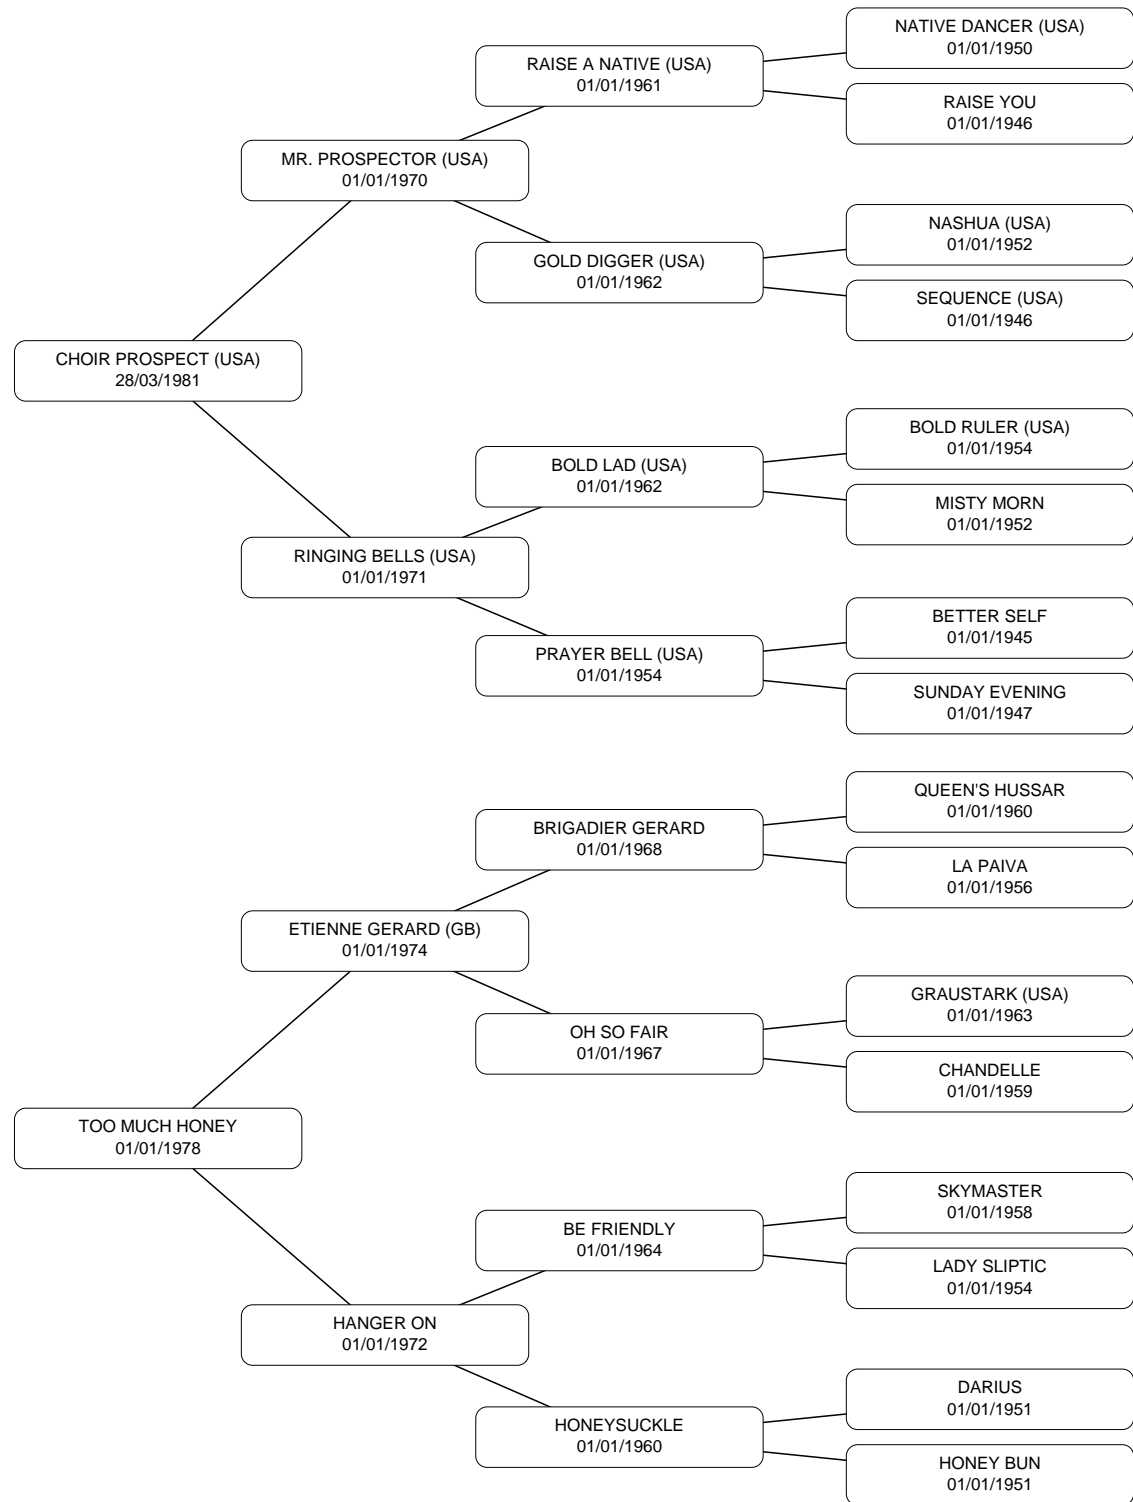 NATIVE DANCER (USA)
01/01/1950
RAISE A NATIVE (USA)
01/01/1961
RAISE YOU
01/01/1946
MR. PROSPECTOR (USA)
01/01/1970
NASHUA (USA)
01/01/1952
GOLD DIGGER (USA)
01/01/1962
SEQUENCE (USA)
01/01/1946
CHOIR PROSPECT (USA)
28/03/1981
BOLD RULER (USA)
01/01/1954
BOLD LAD (USA)
01/01/1962
MISTY MORN
01/01/1952
RINGING BELLS (USA)
01/01/1971
BETTER SELF
01/01/1945
PRAYER BELL (USA)
01/01/1954
SUNDAY EVENING
01/01/1947
QUEEN'S HUSSAR
01/01/1960
BRIGADIER GERARD
01/01/1968
LA PAIVA
01/01/1956
ETIENNE GERARD (GB)
01/01/1974
GRAUSTARK (USA)
01/01/1963
OH SO FAIR
01/01/1967
CHANDELLE
01/01/1959
TOO MUCH HONEY
01/01/1978
SKYMASTER
01/01/1958
BE FRIENDLY
01/01/1964
LADY SLIPTIC
01/01/1954
HANGER ON
01/01/1972
DARIUS
01/01/1951
HONEYSUCKLE
01/01/1960
HONEY BUN
01/01/1951